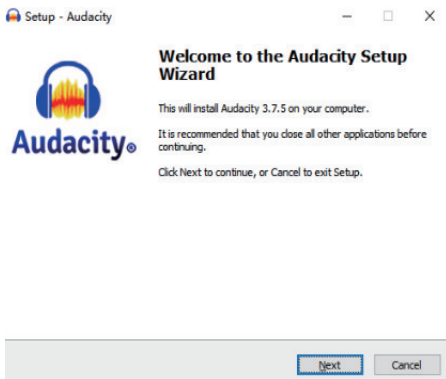 Setup - Audacity
Welcome to the Audacity Setup
Wizard
This will install Audacity 3.7.5 on your computer.
It is recommended that you close all other applications before
continuing.
Click Next to continue, or Cancel to exit Setup.
Audacity®
Next
Cancel